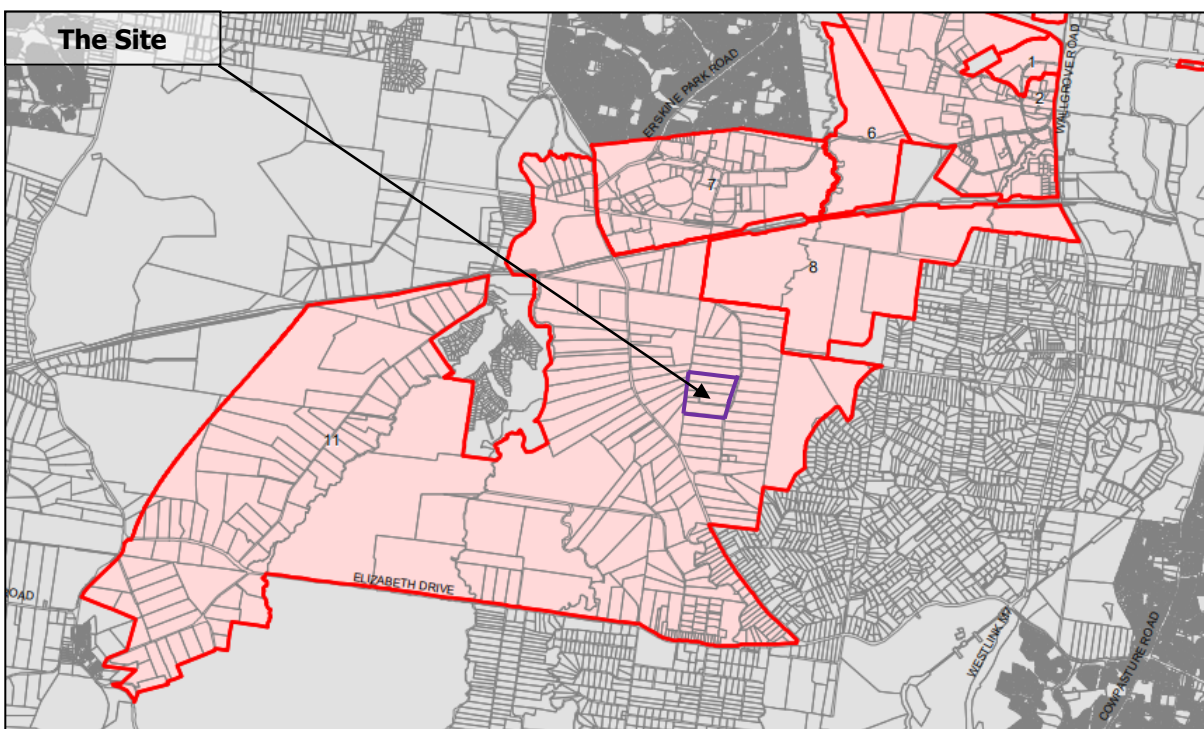 The Site
ERSKINE PARK ROAD
WALLGROVE ROAD
1
2
6
7
8
11
ELIZABETH DRIVE
OAD
WESTLINK M7
COWPASTURE ROAD